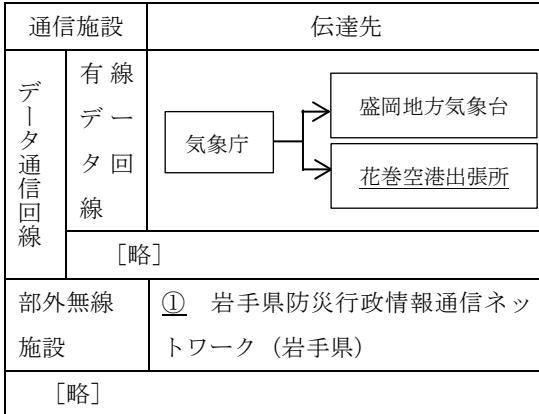 通信施設
伝達先
データ通信回線
有線
デー
タ回
線
気象庁
盛岡地方気象台
花巻空港出張所
［略］
部外無線
施設
① 岩手県防災行政情報通信ネッ
トワーク（岩手県）
［略］